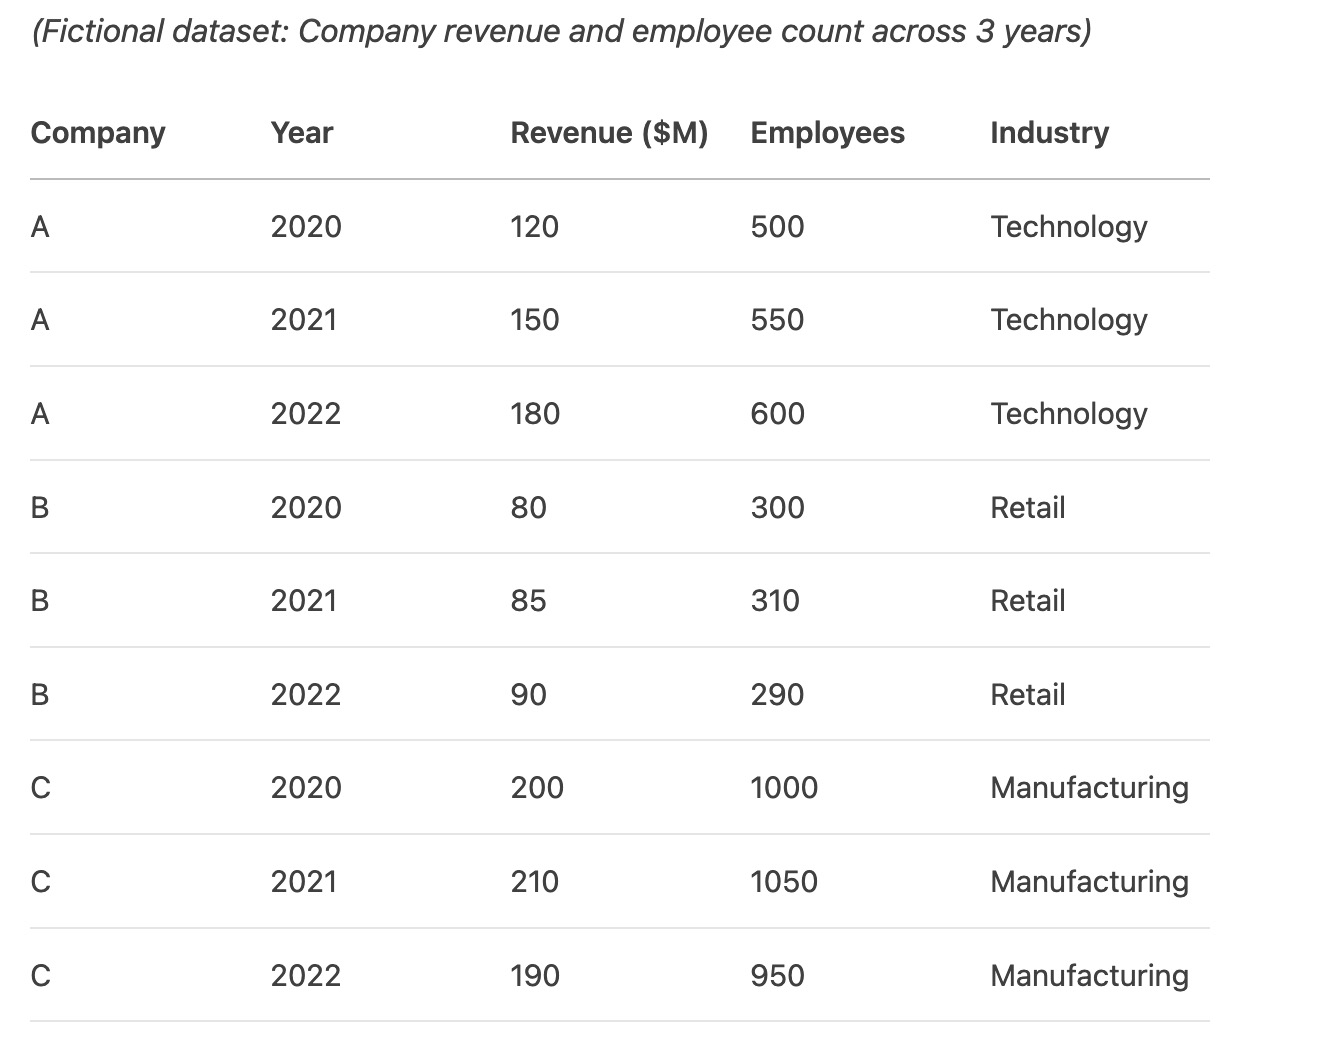 (Fictional dataset: Company revenue and employee count across 3 years)
Company Year Revenue ($M) Employees Industry
A 2020 120 500 Technology
A 2021 150 550 Technology
A 2022 180 600 Technology
B 2020 80 300 Retail
B 2021 85 310 Retail
B 2022 90 290 Retail
C 2020 200 1000 Manufacturing
C 2021 210 1050 Manufacturing
C 2022 190 950 Manufacturing